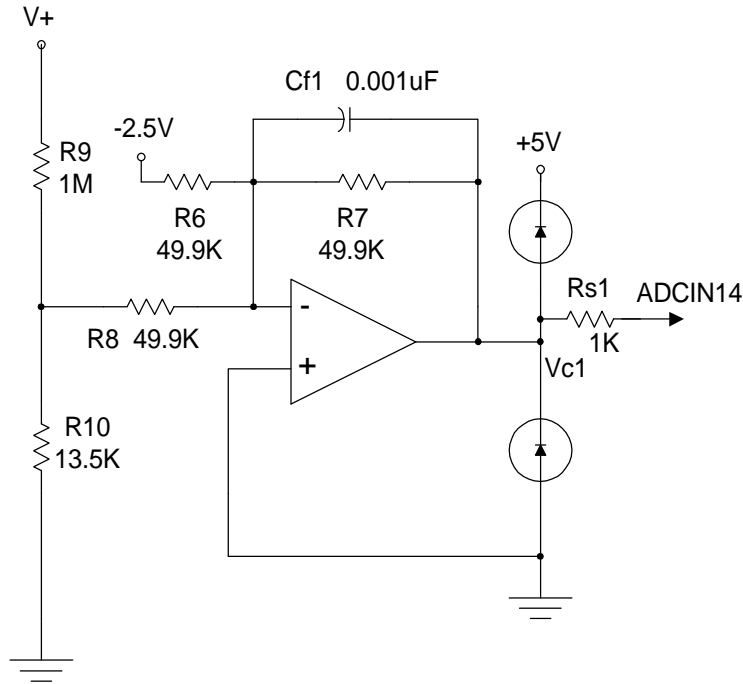 V+
Cf1 0.001uF
-2.5V
+5V
R9
1M
R6
49.9K
R7
49.9K
Rs1
ADCIN14
1K
R8 49.9K
-
+
Vc1
R10
13.5K